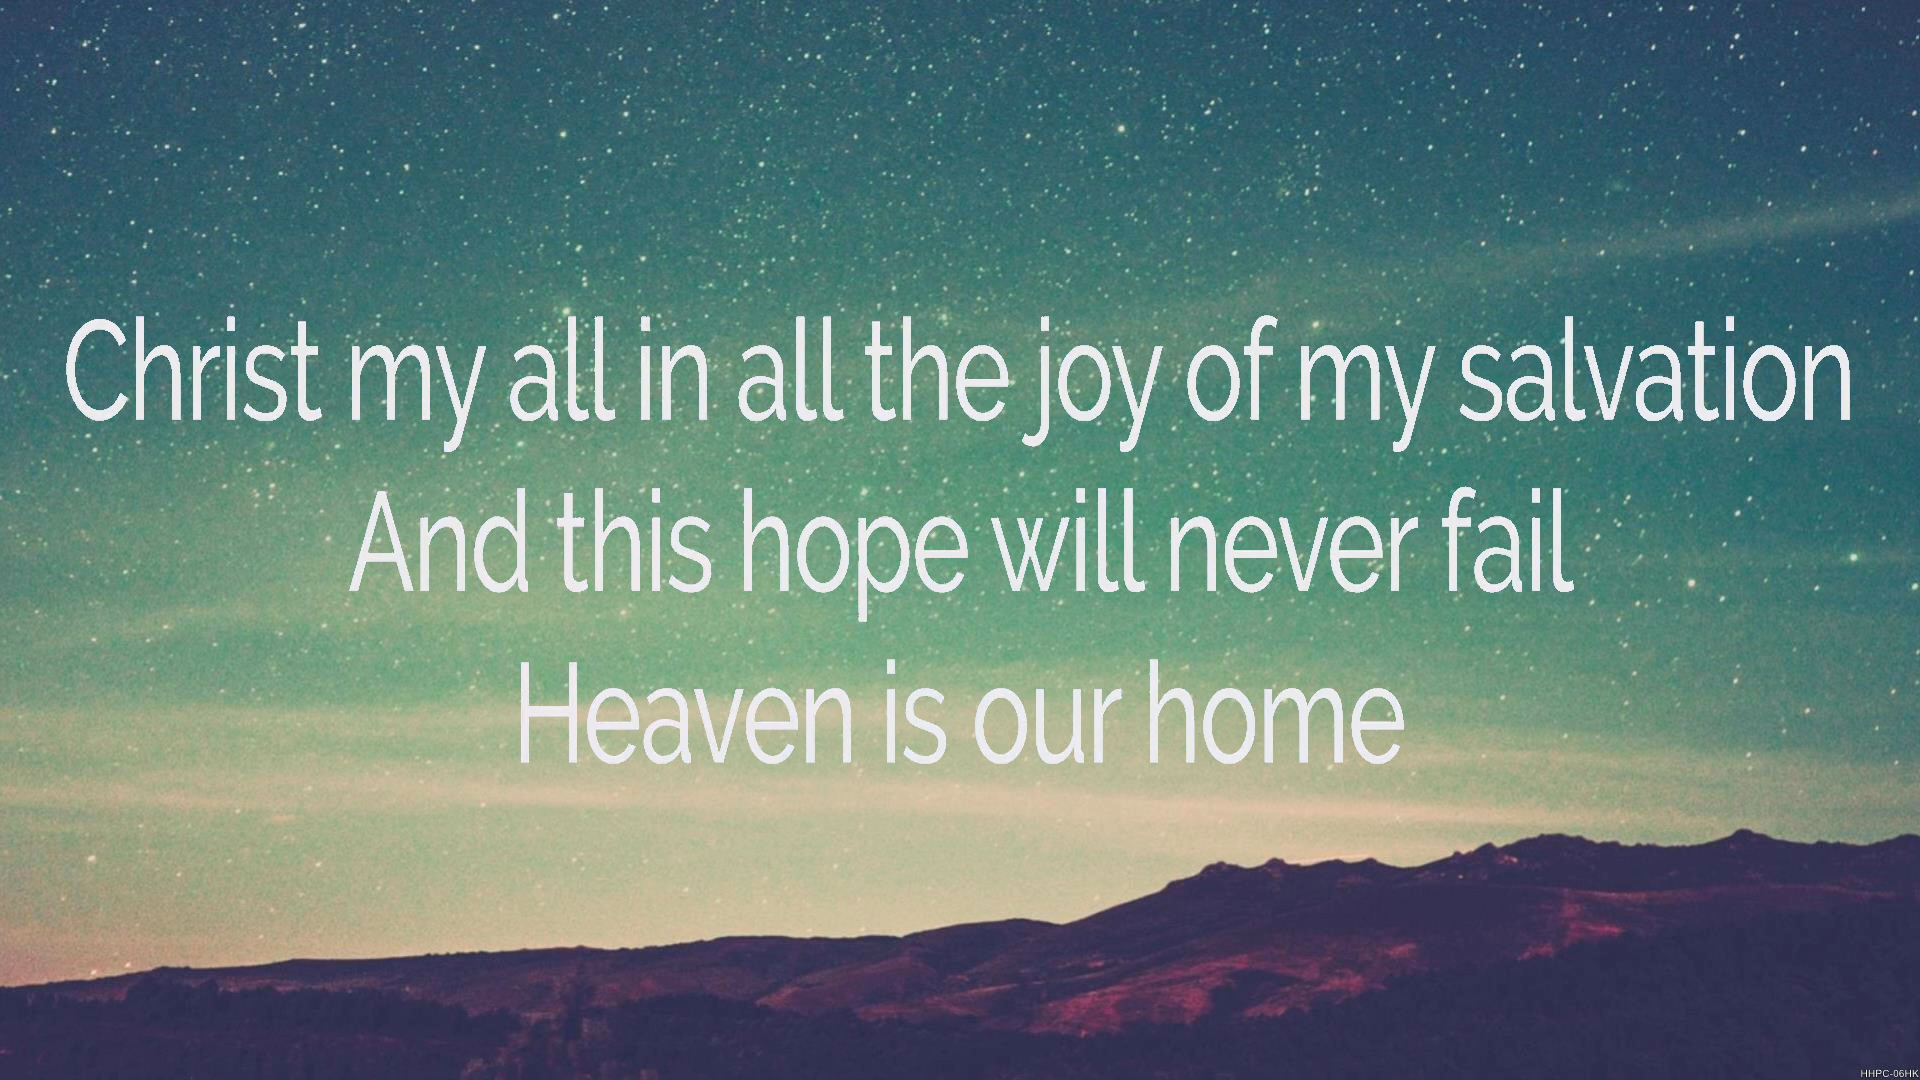 Christ my all in all the joy of my salvation
And this hope will never fail
Heaven is our home
HHPC-06HK